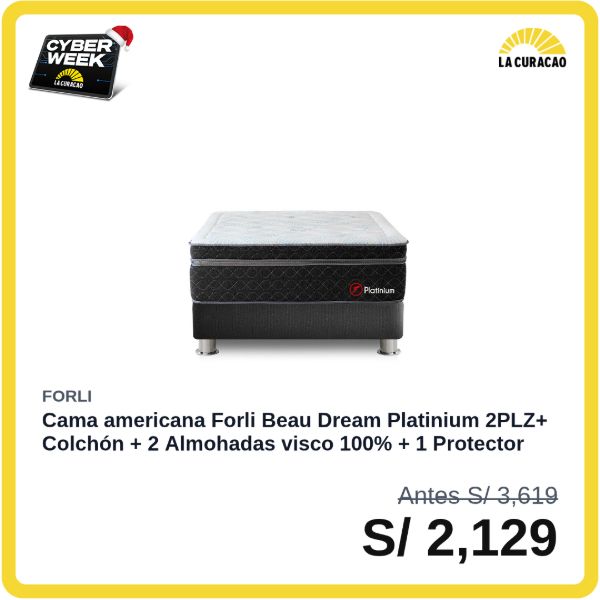 CYBER
WEEK
LA CURACAO
LA CURACAO
Platinium
FORLI
Cama americana Forli Beau Dream Platinium 2PLZ+
Colchón + 2 Almohadas visco 100% + 1 Protector
Antes S/ 3,619
S/ 2,129